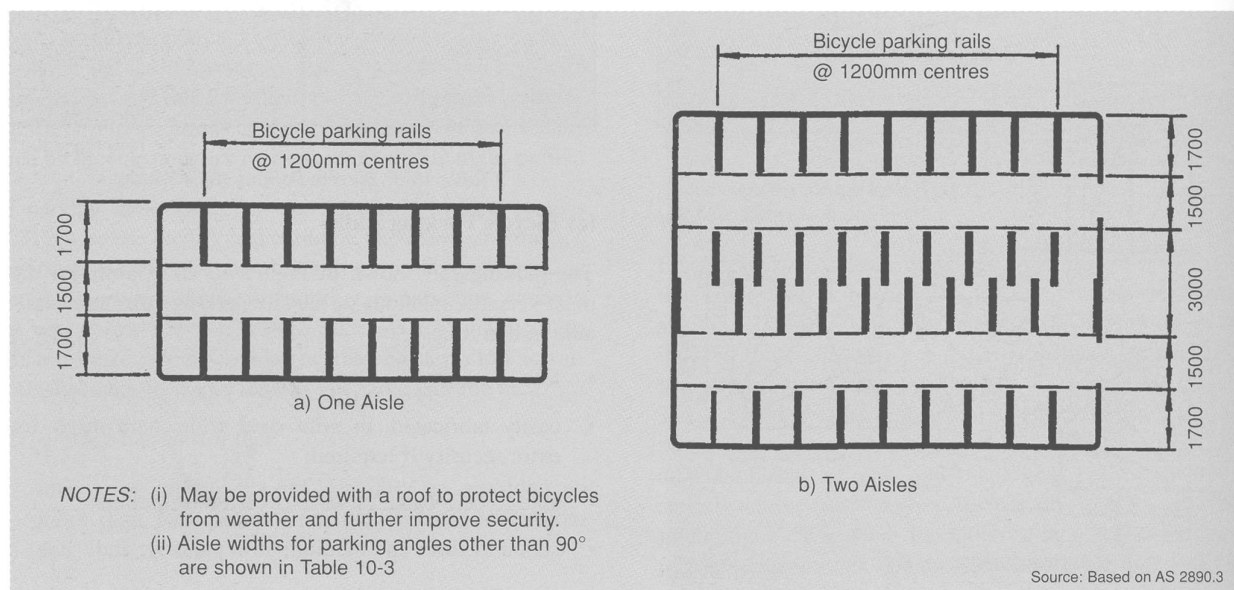 Bicycle parking rails
@ 1200mm centres
1700
1500
1700
a) One Aisle
Bicycle parking rails
@ 1200mm centres
1700
1500
3000
1500
1700
b) Two Aisles
NOTES: (i) May be provided with a roof to protect bicycles
from weather and further improve security.
(ii) Aisle widths for parking angles other than 90°
are shown in Table 10-3
Source: Based on AS 2890.3